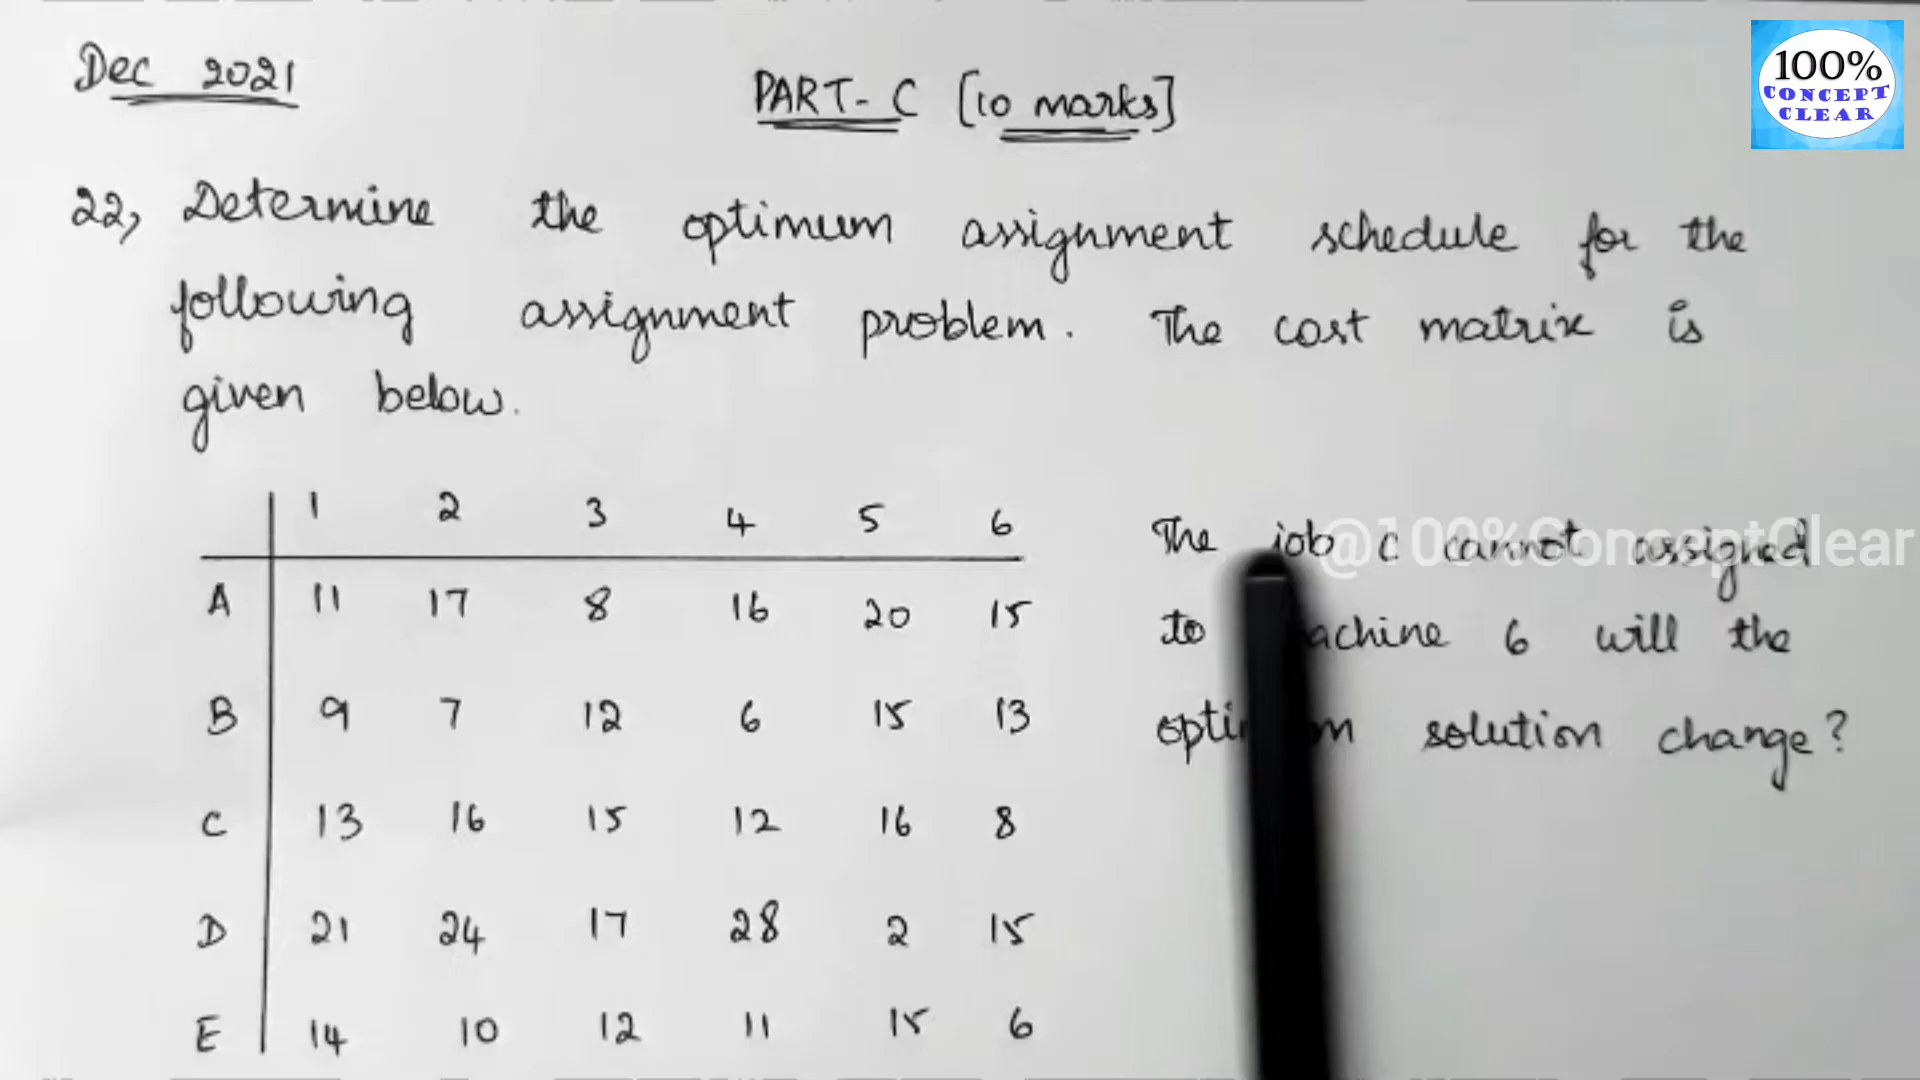 Dec 2021
PART-C [10 marks]
100%
CONCEPT
CLEAR
22, Determine the optimum assignment schedule for the
following assignment problem. The cost matrix is
given below.
1 2 3 4 5 6
A 11 17 8 16 20 15
B 9 7 12 6 15 13
C 13 16 15 12 16 8
D 21 24 17 28 2 15
E 14 10 12 11 15 6
The job c cannot assigned
@100%ConceptClear
to machine 6 will the
optimum solution change?